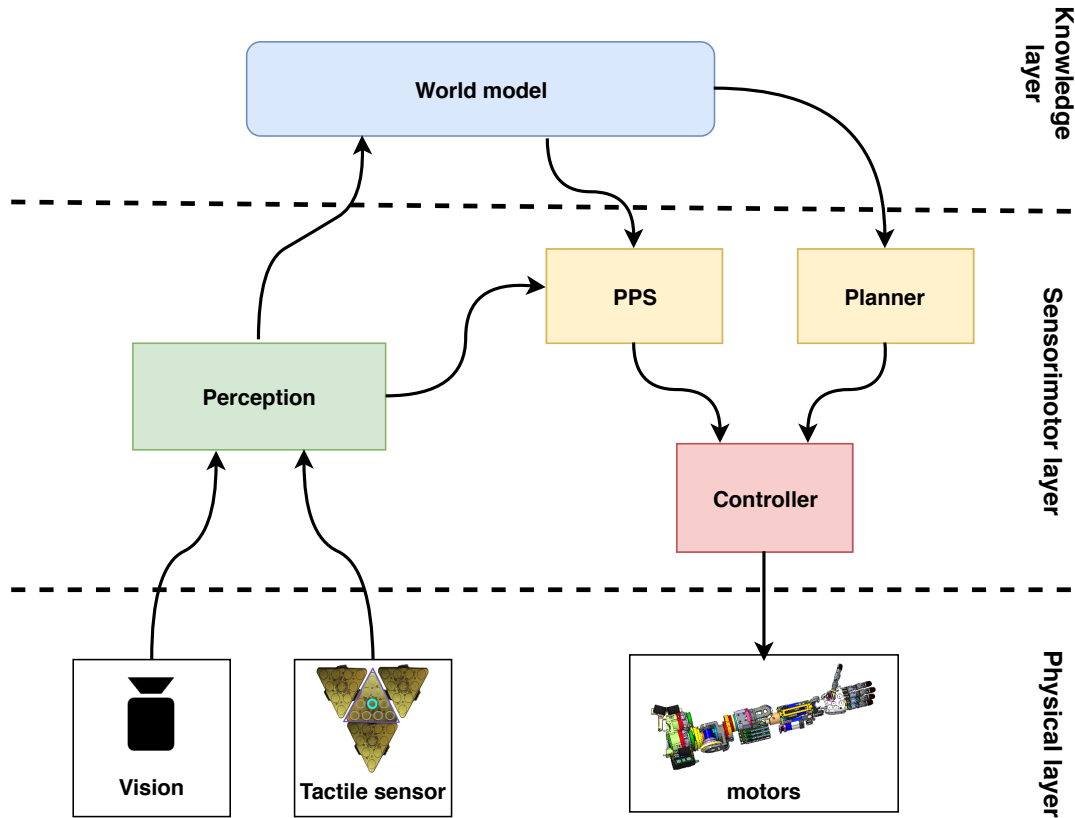 Knowledge
layer
World model
PPS
Planner
Sensorimotor layer
Perception
Controller
Physical layer
Vision
Tactile sensor
motors